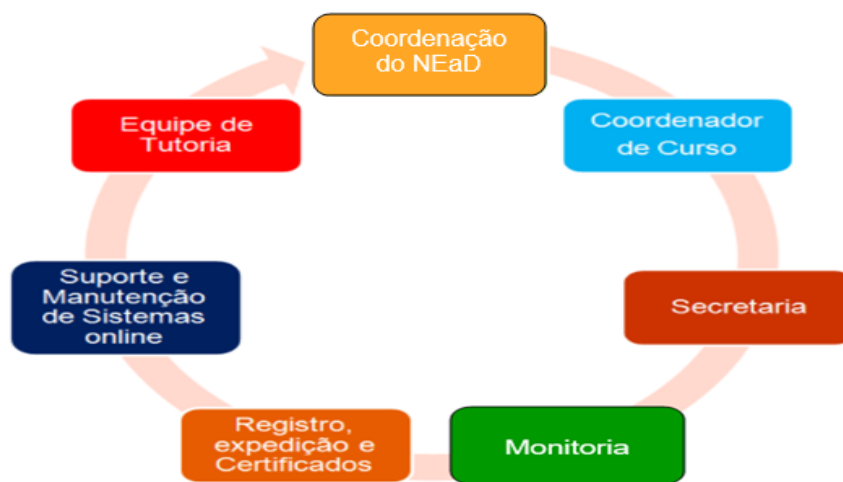 Coordenação
do NEaD
Coordenador
de Curso
Secretaria
Monitoria
Registro,
expedição e
Certificados
Suporte e
Manutenção
de Sistemas
online
Equipe de
Tutoria